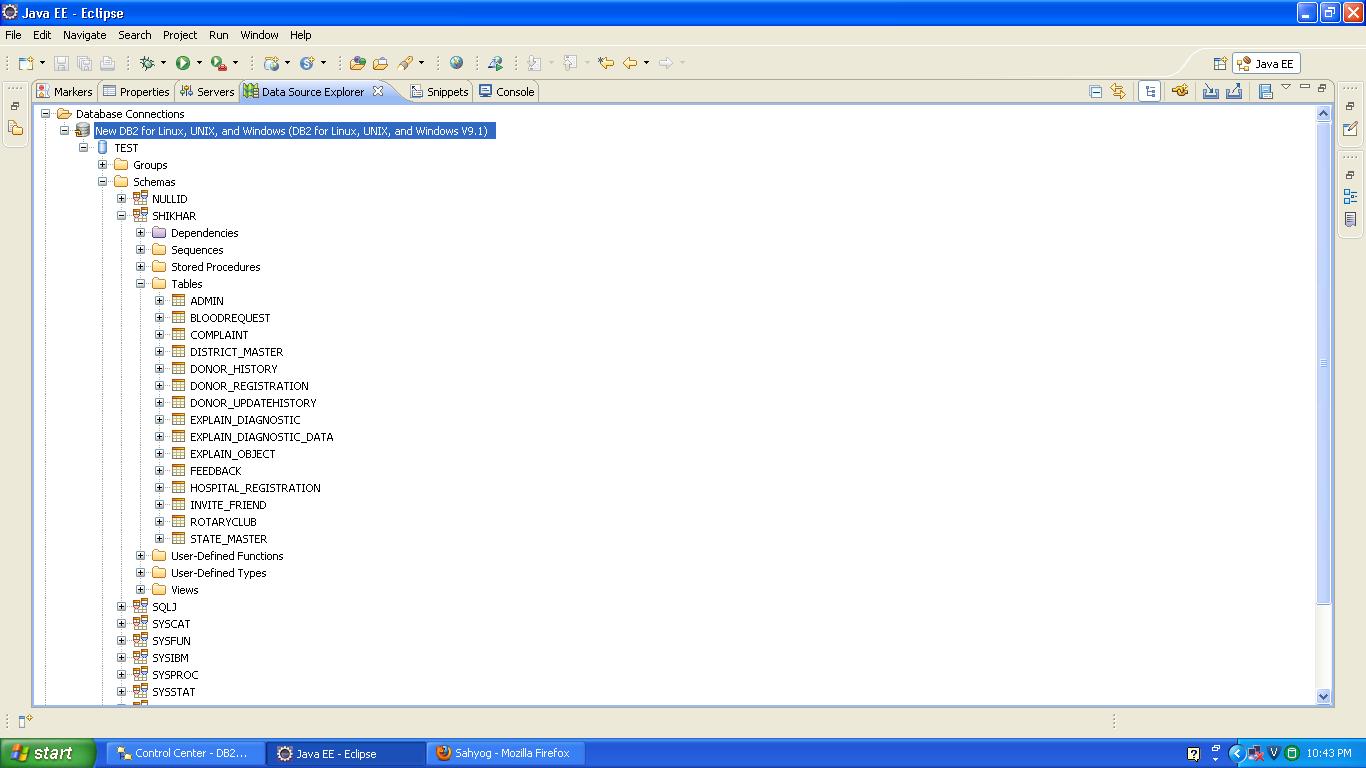 Java EE - Eclipse
File Edit Navigate Search Project Run Window Help
Java EE
Markers Properties Servers Data Source Explorer Snippets Console
Database Connections
New DB2 for Linux, UNIX, and Windows (DB2 for Linux, UNIX, and Windows V9.1)
TEST
Groups
Schemas
NULLID
SHIKHAR
Dependencies
Sequences
Stored Procedures
Tables
ADMIN
BLOODREQUEST
COMPLAINT
DISTRICT_MASTER
DONOR_HISTORY
DONOR_REGISTRATION
DONOR_UPDATEHISTORY
EXPLAIN_DIAGNOSTIC
EXPLAIN_DIAGNOSTIC_DATA
EXPLAIN_OBJECT
FEEDBACK
HOSPITAL_REGISTRATION
INVITE_FRIEND
ROTARYCLUB
STATE_MASTER
User-Defined Functions
User-Defined Types
Views
SQLJ
SYSCAT
SYSFUN
SYSIBM
SYSPROC
SYSSTAT
start Control Center - DB2... Java EE - Eclipse Sahyog - Mozilla Firefox 10:43 PM